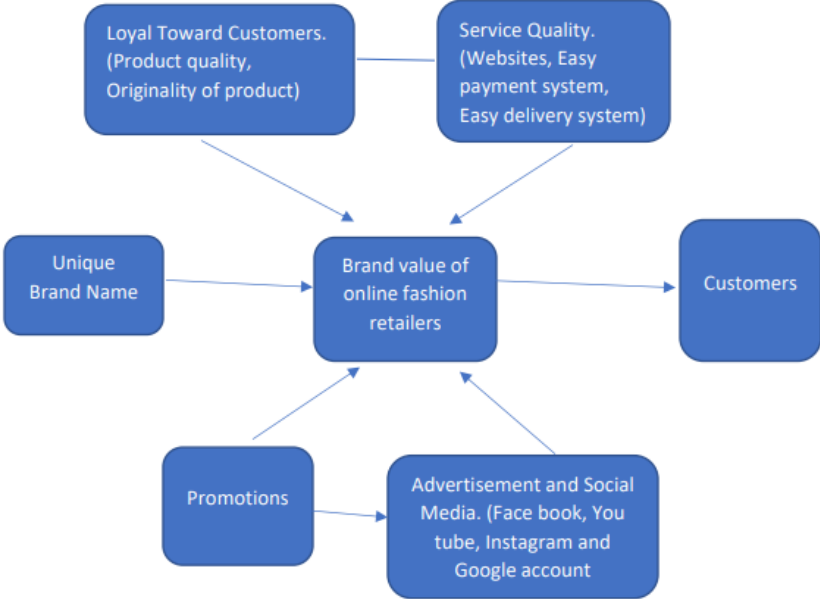 Loyal Toward Customers.
(Product quality,
Originality of product)
Service Quality.
(Websites, Easy
payment system,
Easy delivery system)
Unique
Brand Name
Brand value of
online fashion
retailers
Customers
Promotions
Advertisement and Social
Media. (Face book, You
tube, Instagram and
Google account